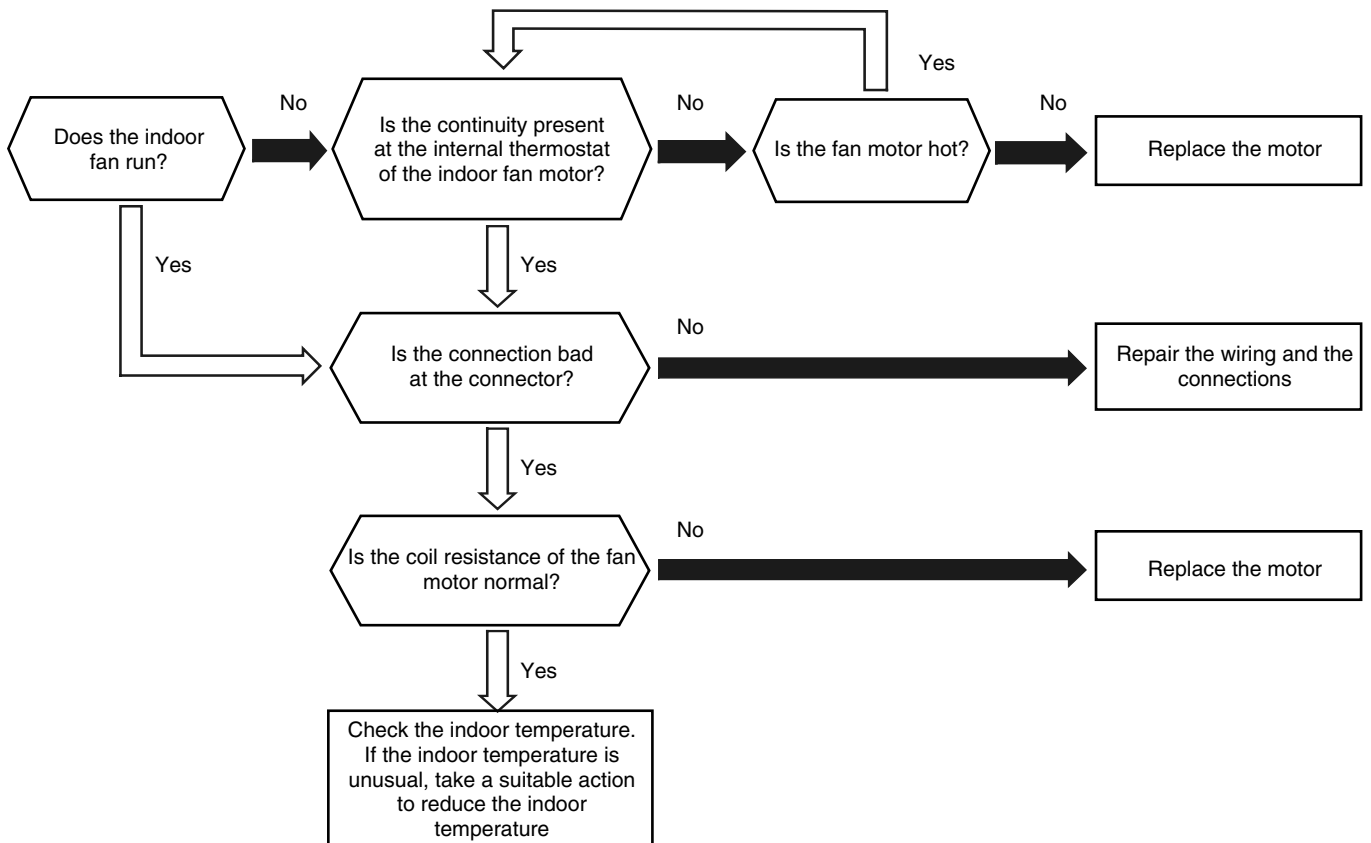 Yes
Does the indoor
fan run?
No
Is the continuity present
at the internal thermostat
of the indoor fan motor?
No
Is the fan motor hot?
No
Replace the motor
Yes
Yes
Is the connection bad
at the connector?
No
Repair the wiring and the
connections
Yes
Is the coil resistance of the fan
motor normal?
No
Replace the motor
Yes
Check the indoor temperature.
If the indoor temperature is
unusual, take a suitable action
to reduce the indoor
temperature